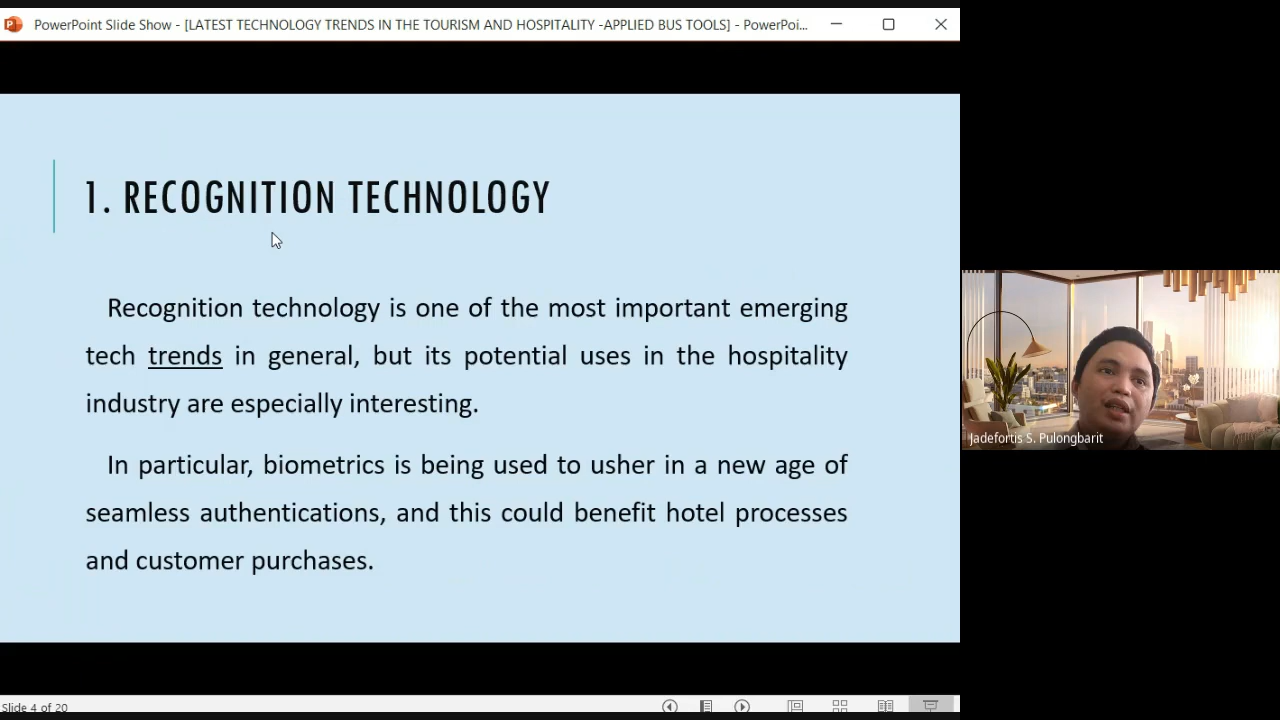 PowerPoint Slide Show - [LATEST TECHNOLOGY TRENDS IN THE TOURISM AND HOSPITALITY -APPLIED BUS TOOLS] - PowerPoi...
1. RECOGNITION TECHNOLOGY
Recognition technology is one of the most important emerging
tech trends in general, but its potential uses in the hospitality
industry are especially interesting.
In particular, biometrics is being used to usher in a new age of
seamless authentications, and this could benefit hotel processes
and customer purchases.
Jadefortis S. Pulongbarit
Slide 4 of 20